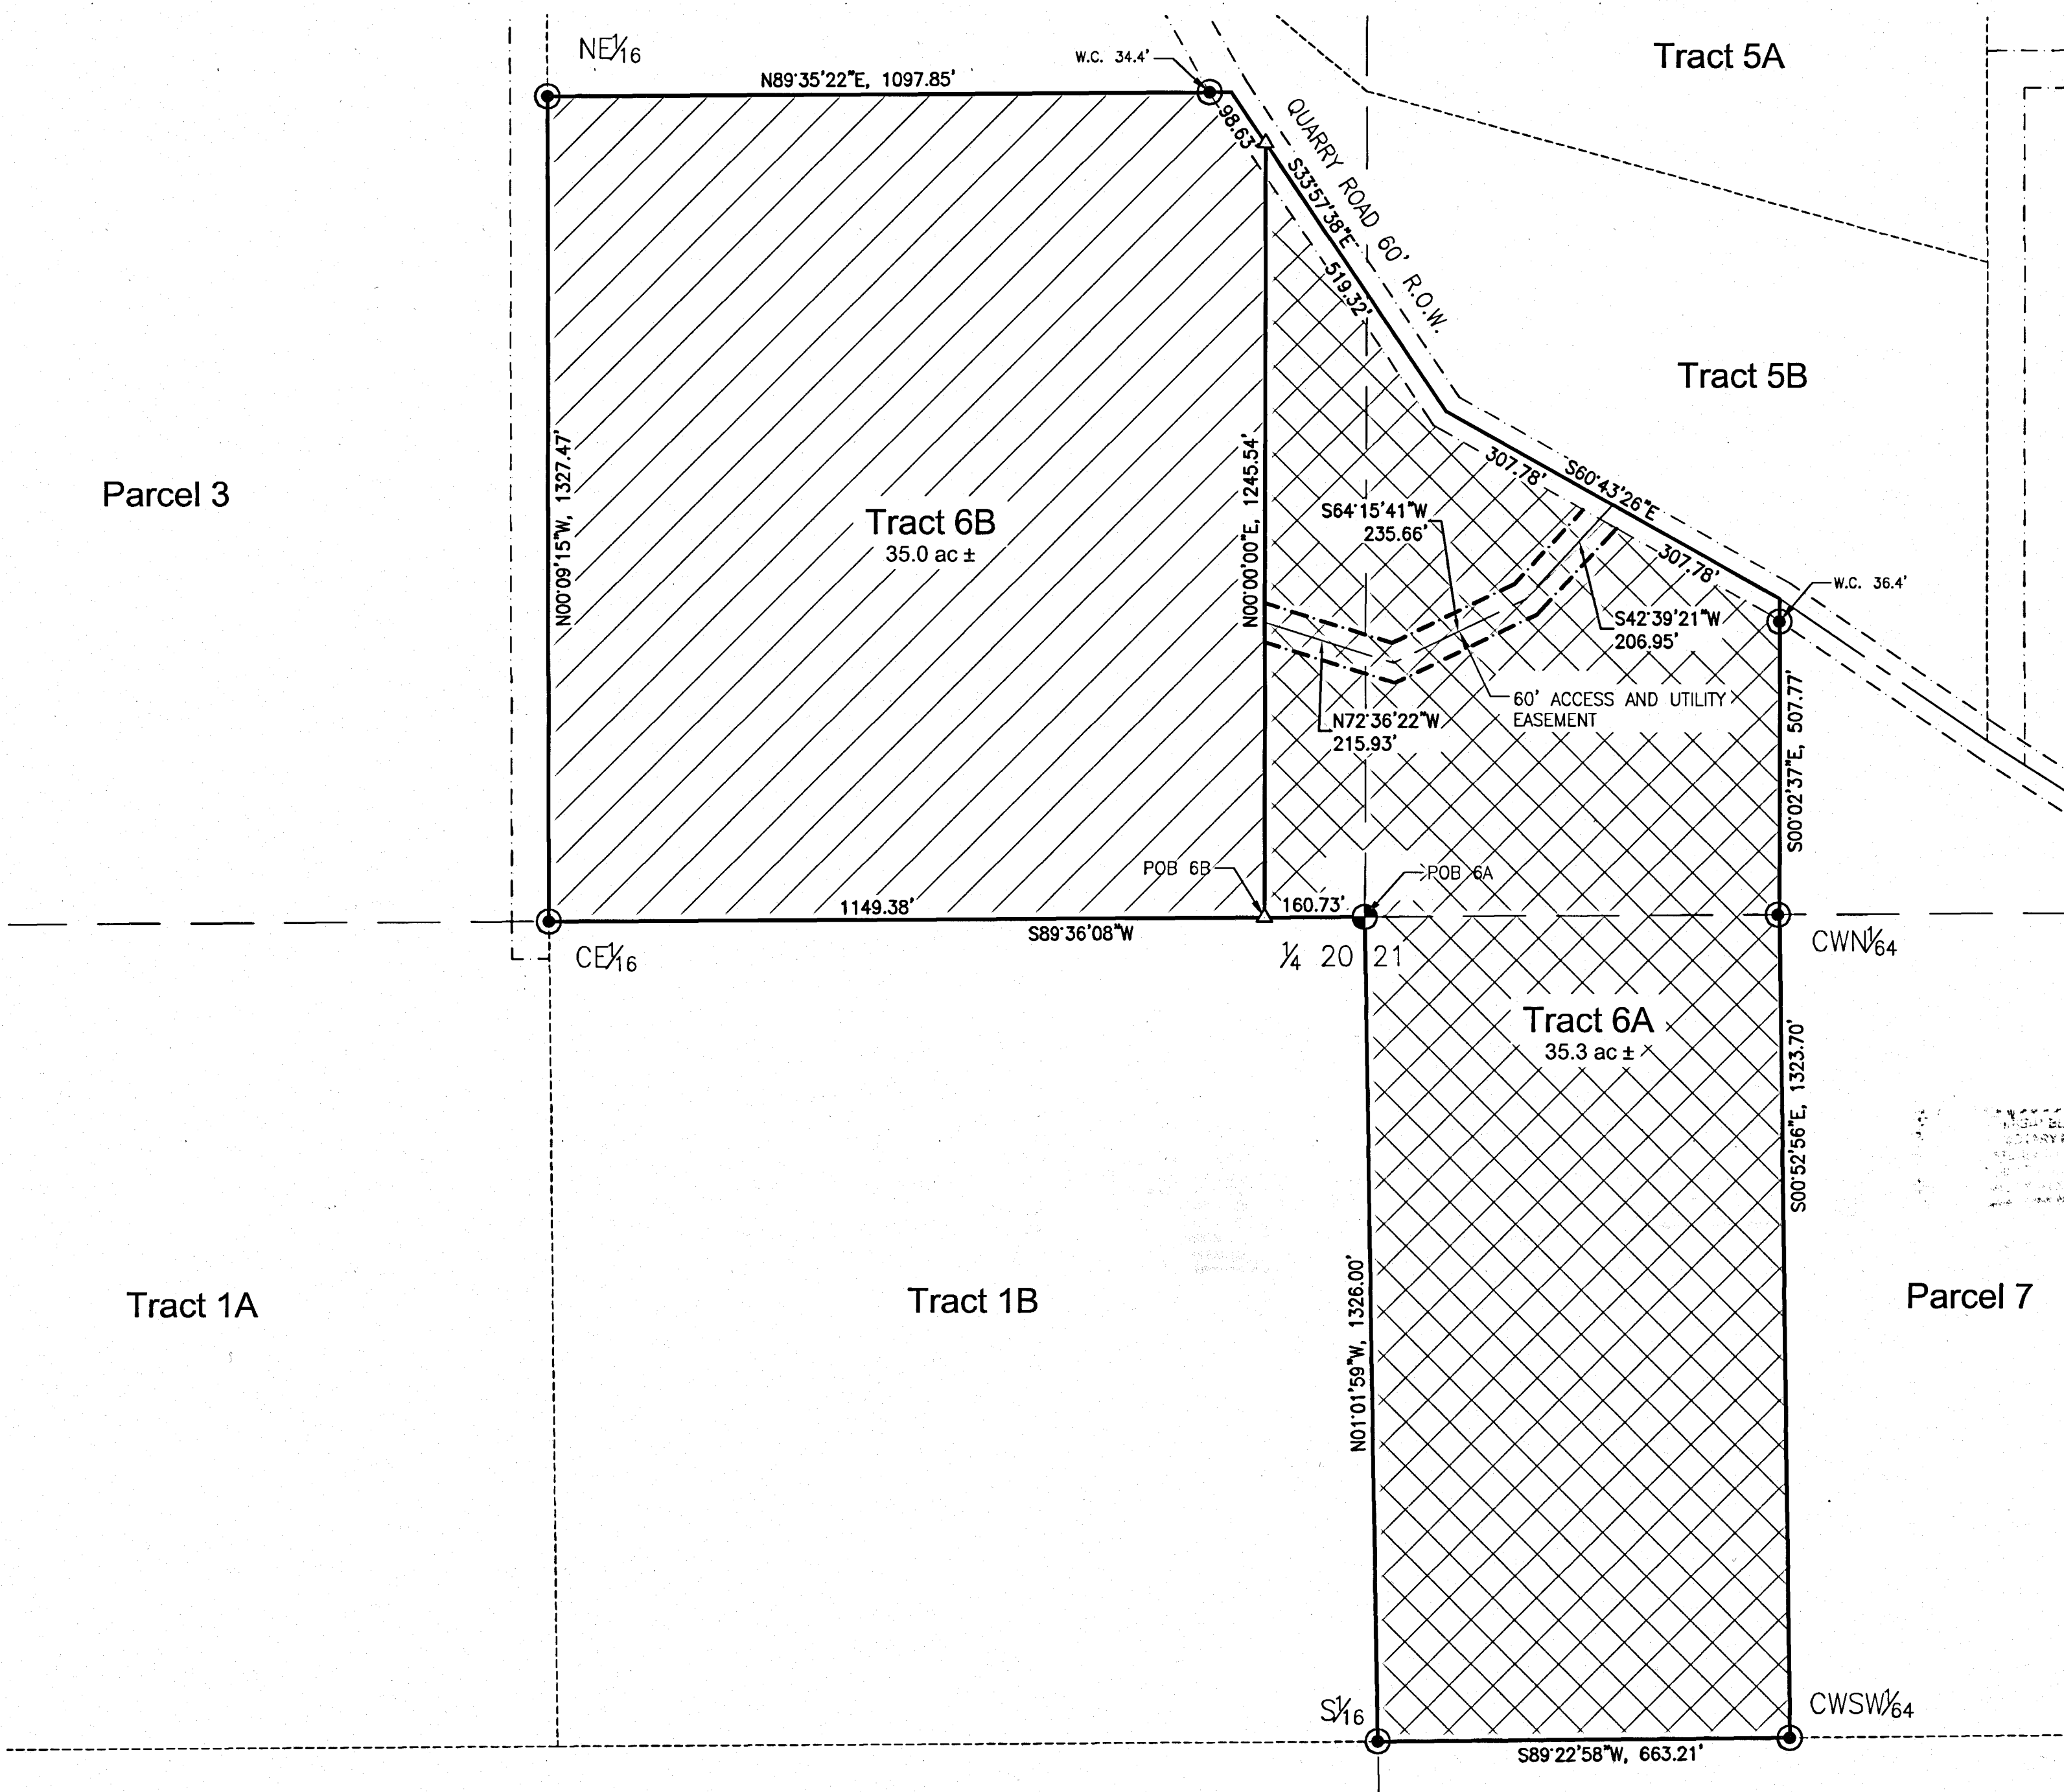 NE1/16
W.C. 34.4'
Tract 5A
N89°35'22"E, 1097.85'
98.63'
QUARRY ROAD 60' R.O.W.
S33°57'38"E
519.32'
Tract 5B
N00°09'15"W, 1327.47'
Parcel 3
Tract 6B
35.0 ac ±
N00°00'00"E, 1245.54'
307.78'
S60°43'26"E
S64°15'41"W
235.66'
307.78'
W.C. 36.4'
S42°39'21"W
206.95'
60' ACCESS AND UTILITY
EASEMENT
N72°36'22"W
215.93'
S00°02'37"E, 507.77'
POB 6B
POB 6A
1149.38'
160.73'
S89°36'08"W
CE1/16
1/4 20 21
CWN1/64
Tract 6A
35.3 ac ±
S00°52'56"E, 1323.70'
N01°01'59"W, 1326.00'
Tract 1A
Tract 1B
Parcel 7
S1/16
CWSW1/64
S89°22'58"W, 663.21'